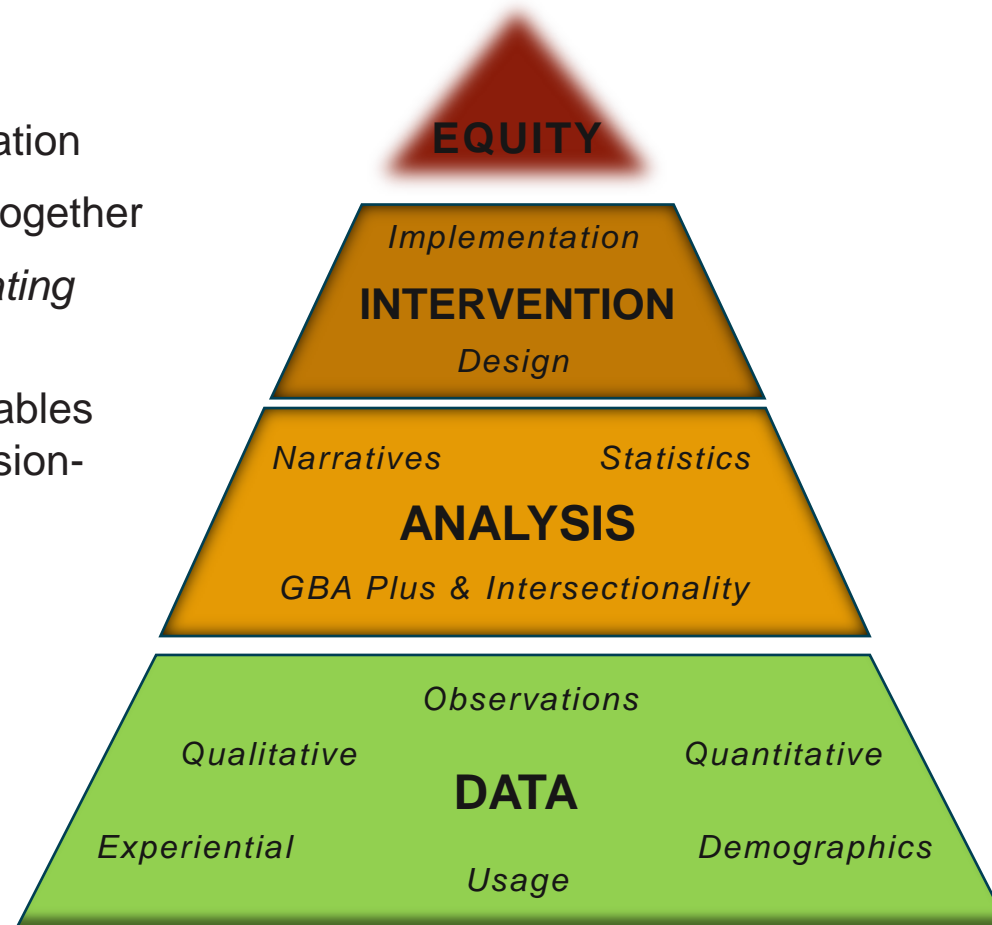 ation
together
ating
ables
sion-
EQUITY
Implementation
INTERVENTION
Design
Narratives Statistics
ANALYSIS
GBA Plus & Intersectionality
Observations
Qualitative Quantitative
DATA
Experiential Demographics
Usage